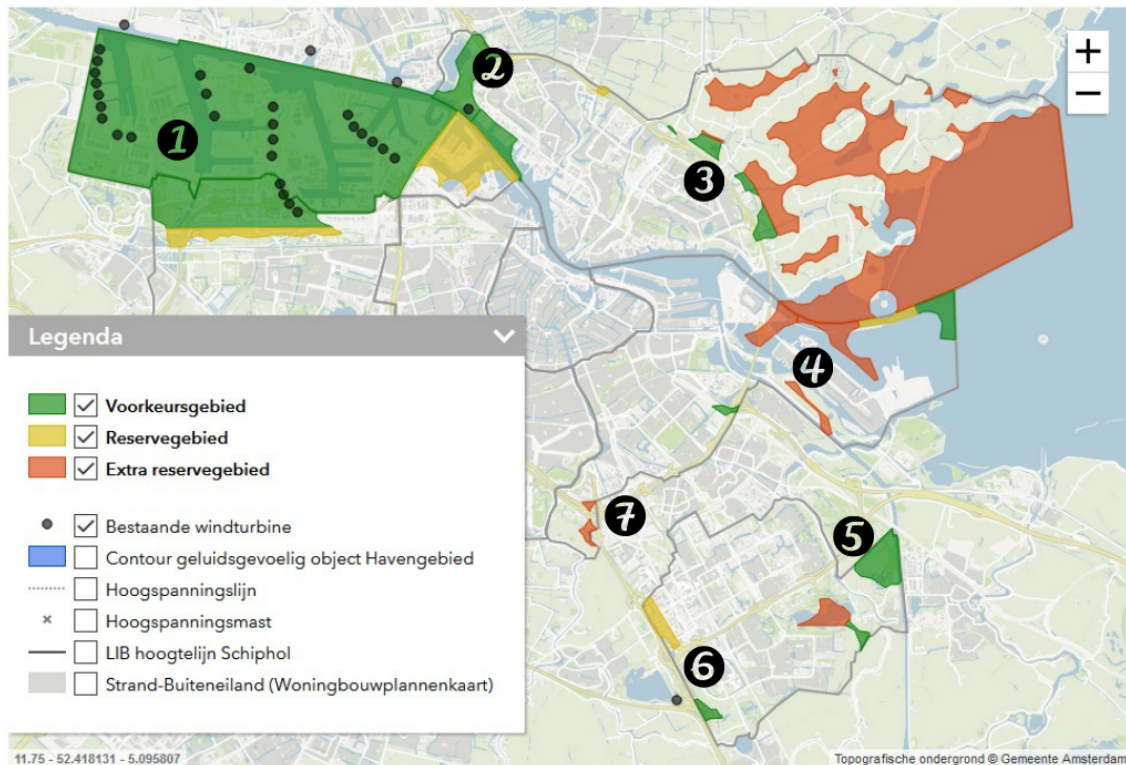 1
2
3
4
5
6
7
+
−
Legenda
Voorkeursgebied
Reservegebied
Extra reservegebied
Bestaande windturbine
Contour geluidsgevoelig object Havengebied
Hoogspanningslijn
Hoogspanningsmast
LIB hoogtelijn Schiphol
Strand-Buiteneiland (Woningbouwplannenkaart)
11.75 - 52.418131 - 5.095807
Topografische ondergrond © Gemeente Amsterdam